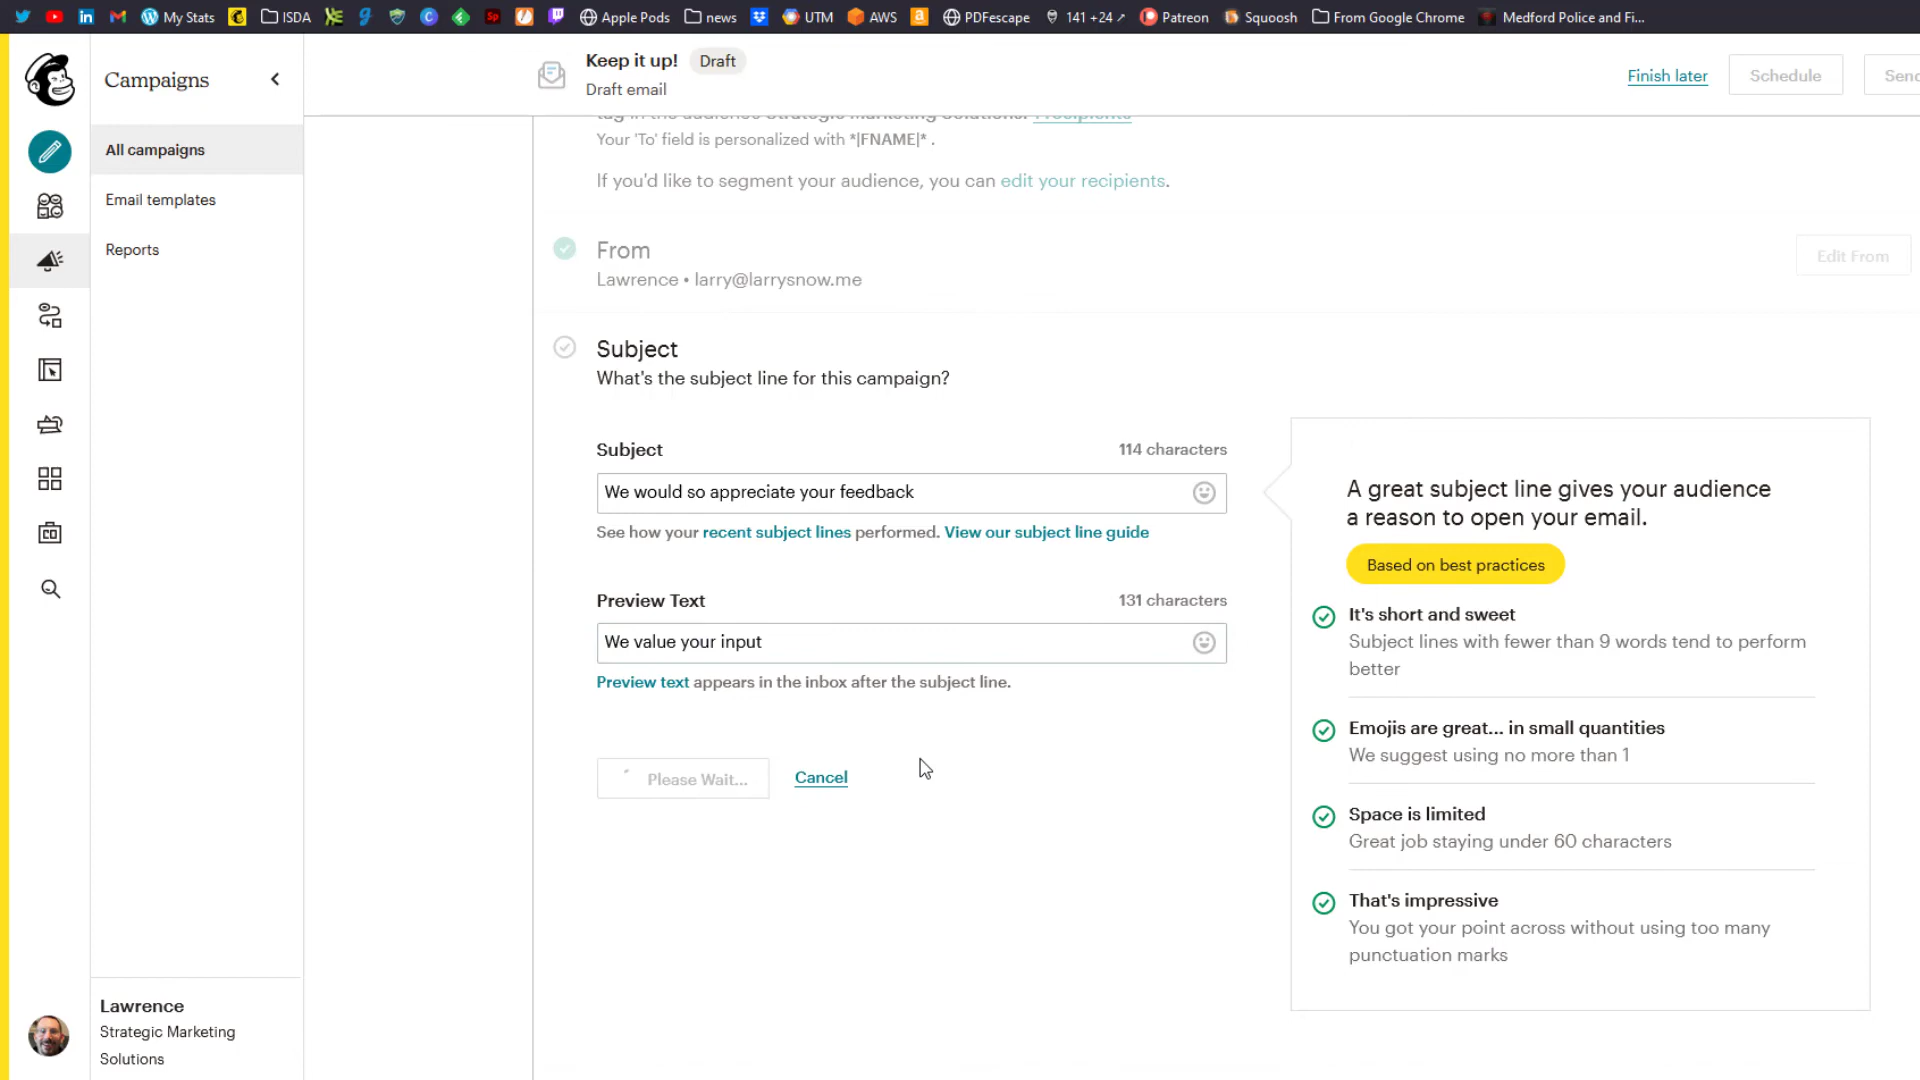 My Stats
ISDA
Apple Pods
news
UTM
AWS
PDFescape
141 +24
Patreon
Squoosh
From Google Chrome
Medford Police and Fi...
Campaigns
All campaigns
Email templates
Reports
Lawrence
Strategic Marketing
Solutions
Keep it up!
Draft
Draft email
Finish later
Schedule
tag in the audience Strategic Marketing Solutions. 1 recipients
Your 'To' field is personalized with *|FNAME|* .
If you'd like to segment your audience, you can edit your recipients.
From
Lawrence • larry@larrysnow.me
Edit From
Subject
What's the subject line for this campaign?
Subject
114 characters
We would so appreciate your feedback
See how your recent subject lines performed. View our subject line guide
Preview Text
131 characters
We value your input
Preview text appears in the inbox after the subject line.
Please Wait...
Cancel
A great subject line gives your audience
a reason to open your email.
Based on best practices
It's short and sweet
Subject lines with fewer than 9 words tend to perform
better
Emojis are great... in small quantities
We suggest using no more than 1
Space is limited
Great job staying under 60 characters
That's impressive
You got your point across without using too many
punctuation marks